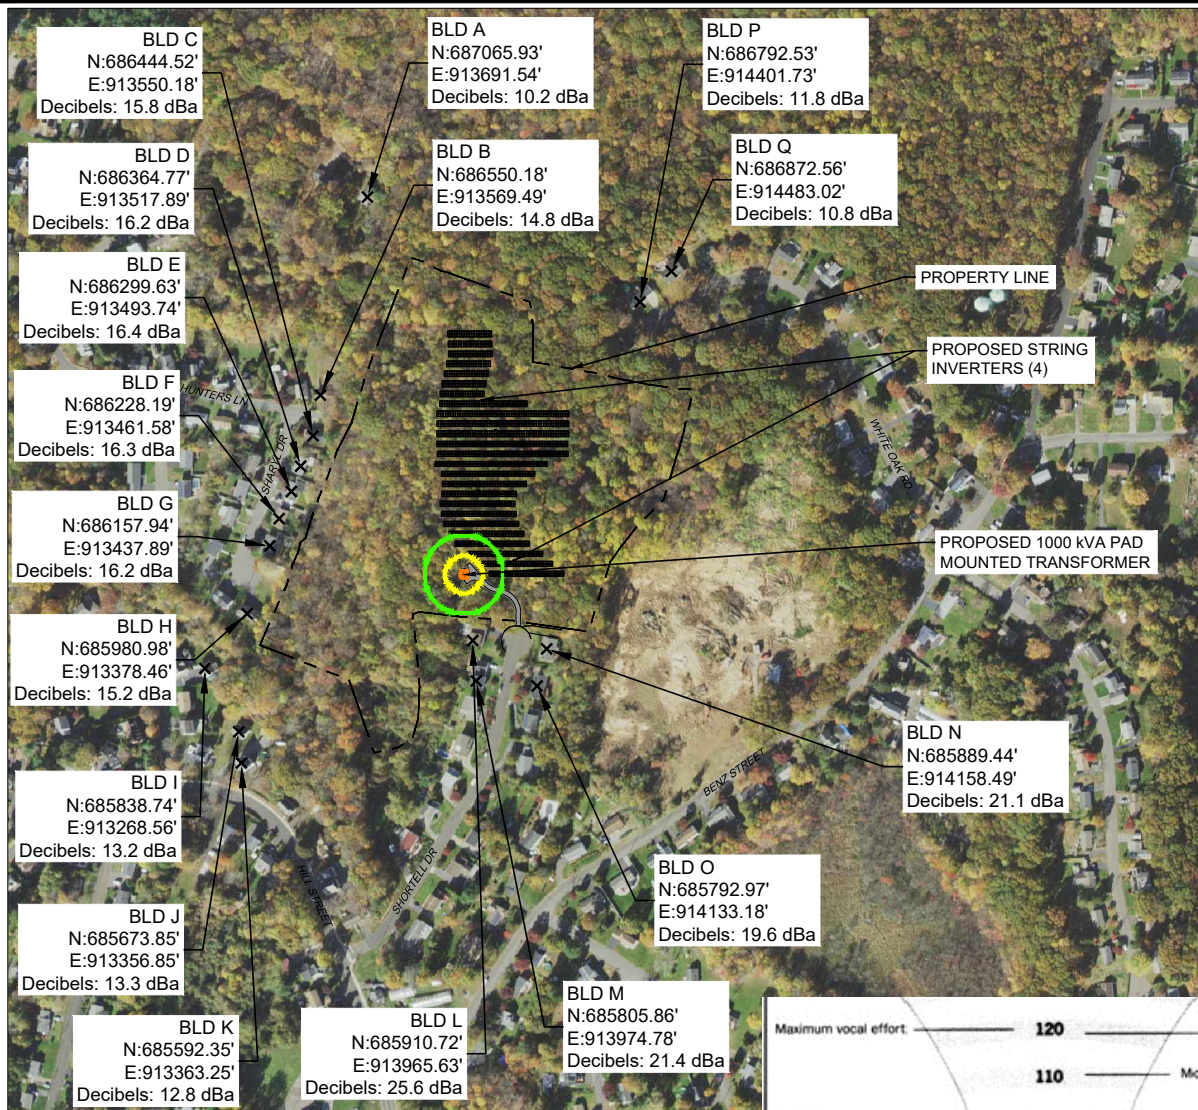 BLD C
N:686444.52'
E:913550.18'
Decibels: 15.8 dBa
BLD A
N:687065.93'
E:913691.54'
Decibels: 10.2 dBa
BLD P
N:686792.53'
E:914401.73'
Decibels: 11.8 dBa
BLD D
N:686364.77'
E:913517.89'
Decibels: 16.2 dBa
BLD B
N:686550.18'
E:913569.49'
Decibels: 14.8 dBa
BLD Q
N:686872.56'
E:914483.02'
Decibels: 10.8 dBa
BLD E
N:686299.63'
E:913493.74'
Decibels: 16.4 dBa
PROPERTY LINE
PROPOSED STRING
INVERTERS (4)
BLD F
N:686228.19'
E:913461.58'
Decibels: 16.3 dBa
HUNTERS LN
SHARYL DR
WHITE OAK RD
BLD G
N:686157.94'
E:913437.89'
Decibels: 16.2 dBa
PROPOSED 1000 kVA PAD
MOUNTED TRANSFORMER
BLD H
N:685980.98'
E:913378.46'
Decibels: 15.2 dBa
BLD N
N:685889.44'
E:914158.49'
Decibels: 21.1 dBa
BENZ STREET
BLD I
N:685838.74'
E:913268.56'
Decibels: 13.2 dBa
BLD O
N:685792.97'
E:914133.18'
Decibels: 19.6 dBa
SHORTELL DR
HILL STREET
BLD J
N:685673.85'
E:913356.85'
Decibels: 13.3 dBa
BLD M
N:685805.86'
E:913974.78'
Decibels: 21.4 dBa
BLD L
N:685910.72'
E:913965.63'
Decibels: 25.6 dBa
BLD K
N:685592.35'
E:913363.25'
Decibels: 12.8 dBa
Maximum vocal effort 120
110 Mic